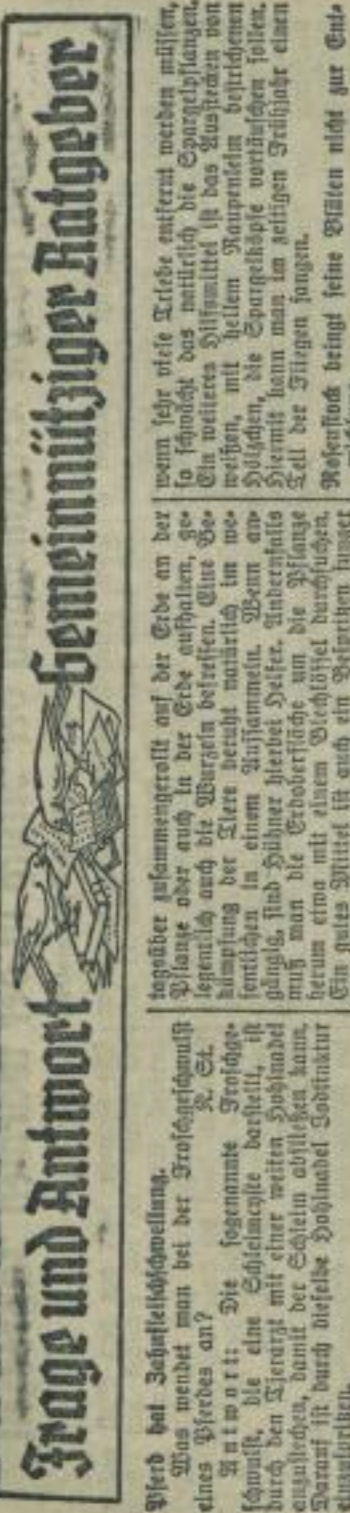 Frage und Antwort
Gemeinnütziger Ratgeber
Pferd hat Zahnfleischschwellung.
Was wendet man bei der Froschgeschwulst
eines Pferdes an? K. St.
Antwort: Die sogenannte Froschge-
schwulst, die eine Schleimcyste darstellt, ist
durch den Tierarzt mit einer weiten Hohlnadel
anzustechen, damit der Schleim abfließen kann.
Darauf ist durch dieselbe Hohlnadel Jodtinktur
einzuspritzen.
tagsüber zusammengerollt auf der Erde an der
Pflanze oder auch in der Erde aufhalten, ge-
legentlich auch die Wurzeln befressen. Eine Be-
kämpfung der Tiere beruht natürlich im we-
sentlichen in einem Aufsammeln. Wenn an-
gängig, sind Hühner hierbei Helfer. Andernfalls
muß man die Erdoberfläche um die Pflanze
herum etwa mit einem Blechlöffel durchsuchen.
Ein gutes Mittel ist auch ein Bespritzen junger
wenn sehr viele Triebe entfernt werden müssen,
so schwächt das natürlich die Spargelpflanzen.
Ein weiteres Hilfsmittel ist das Ausstecken von
weißen, mit hellem Raupenleim bestrichenen
Hölzchen, die Spargelköpfe vortäuschen sollen.
Hiermit kann man im zeitigen Frühjahr einen
Teil der Fliegen fangen.
Rosenstock bringt seine Blüten nicht zur Ent-